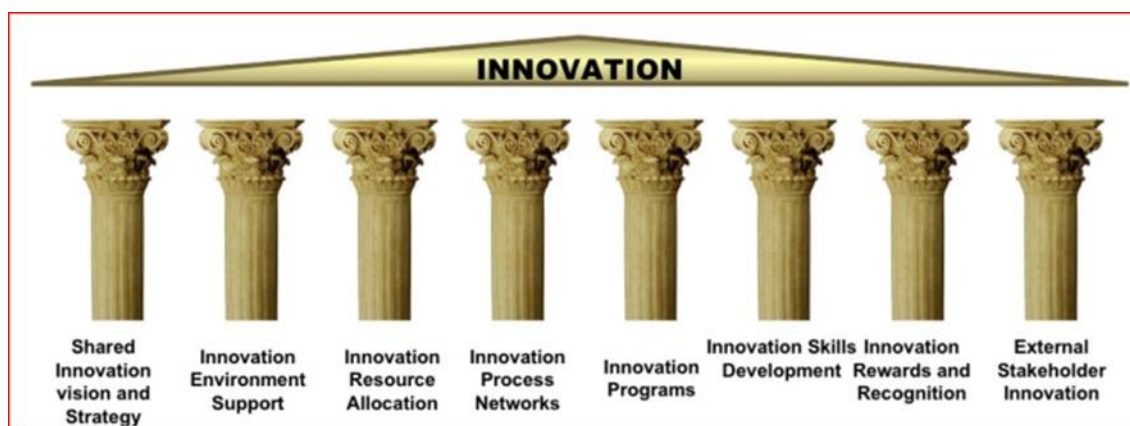 INNOVATION
Shared
Innovation
vision and
Strategy
Innovation
Environment
Support
Innovation
Resource
Allocation
Innovation
Process
Networks
Innovation
Programs
Innovation Skills
Development
Innovation
Rewards and
Recognition
External
Stakeholder
Innovation